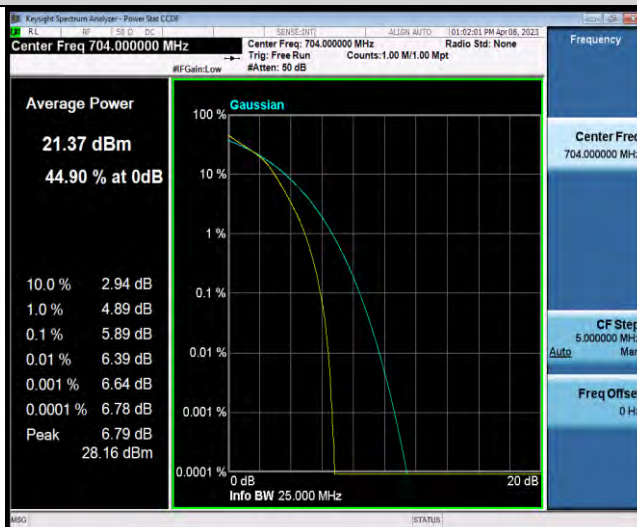 Keysight Spectrum Analyzer - Power Stat CCDF
RL RF 50 Ω DC SENSE:INT ALIGN AUTO 01:02:01 PM Apr 06, 2023
Center Freq 704.000000 MHz
Center Freq: 704.000000 MHz Radio Std: None
Trig: Free Run Counts:1.00 M/1.00 Mpt
#IFGain:Low #Atten: 50 dB
Frequency
Average Power
21.37 dBm
44.90 % at 0dB
10.0 % 2.94 dB
1.0 % 4.89 dB
0.1 % 5.89 dB
0.01 % 6.39 dB
0.001 % 6.64 dB
0.0001 % 6.78 dB
Peak 6.79 dB
28.16 dBm
Gaussian
100 %
10 %
1 %
0.1 %
0.01 %
0.001 %
0.0001 %
0 dB 20 dB
Info BW 25.000 MHz
Center Freq
704.000000 MHz
CF Step
5.000000 MHz
Auto Man
Freq Offset
0 Hz
MSG STATUS